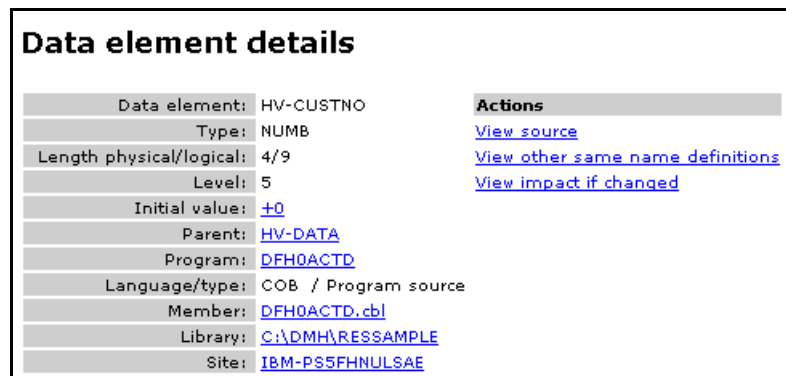 Data element details
Data element: HV-CUSTNO Actions
Type: NUMB View source
Length physical/logical: 4/9 View other same name definitions
Level: 5 View impact if changed
Initial value: +0
Parent: HV-DATA
Program: DFH0ACTD
Language/type: COB / Program source
Member: DFH0ACTD.cbl
Library: C:\DMH\RESSAMPLE
Site: IBM-PS5FHNULSAE